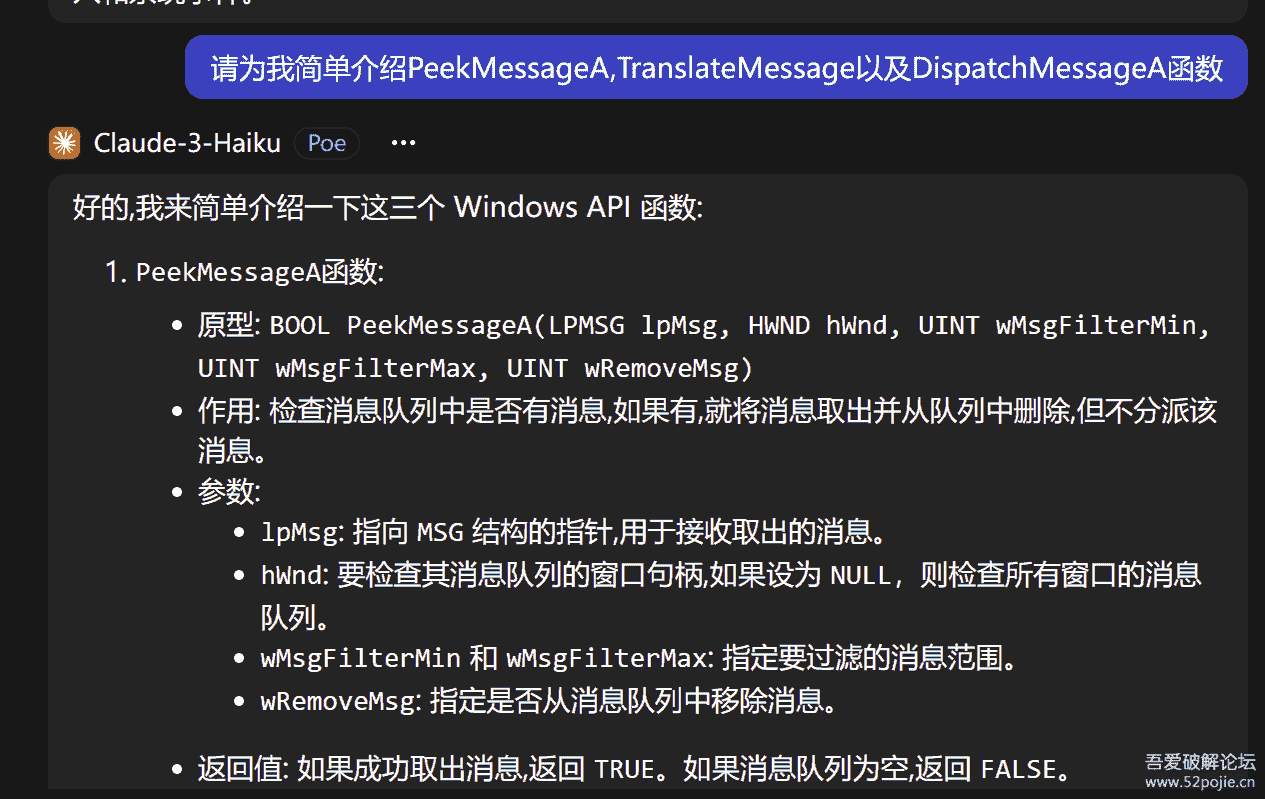 请为我简单介绍PeekMessageA,TranslateMessage以及DispatchMessageA函数
Claude-3-Haiku Poe ···
好的,我来简单介绍一下这三个 Windows API 函数:
1. PeekMessageA函数:
• 原型: BOOL PeekMessageA(LPMSG lpMsg, HWND hWnd, UINT wMsgFilterMin,
UINT wMsgFilterMax, UINT wRemoveMsg)
• 作用: 检查消息队列中是否有消息,如果有,就将消息取出并从队列中删除,但不分派该
消息。
• 参数:
• lpMsg: 指向 MSG 结构的指针,用于接收取出的消息。
• hWnd: 要检查其消息队列的窗口句柄,如果设为 NULL, 则检查所有窗口的消息
队列。
• wMsgFilterMin 和 wMsgFilterMax: 指定要过滤的消息范围。
• wRemoveMsg: 指定是否从消息队列中移除消息。
• 返回值: 如果成功取出消息,返回 TRUE。如果消息队列为空,返回 FALSE。
吾爱破解论坛
www.52pojie.cn